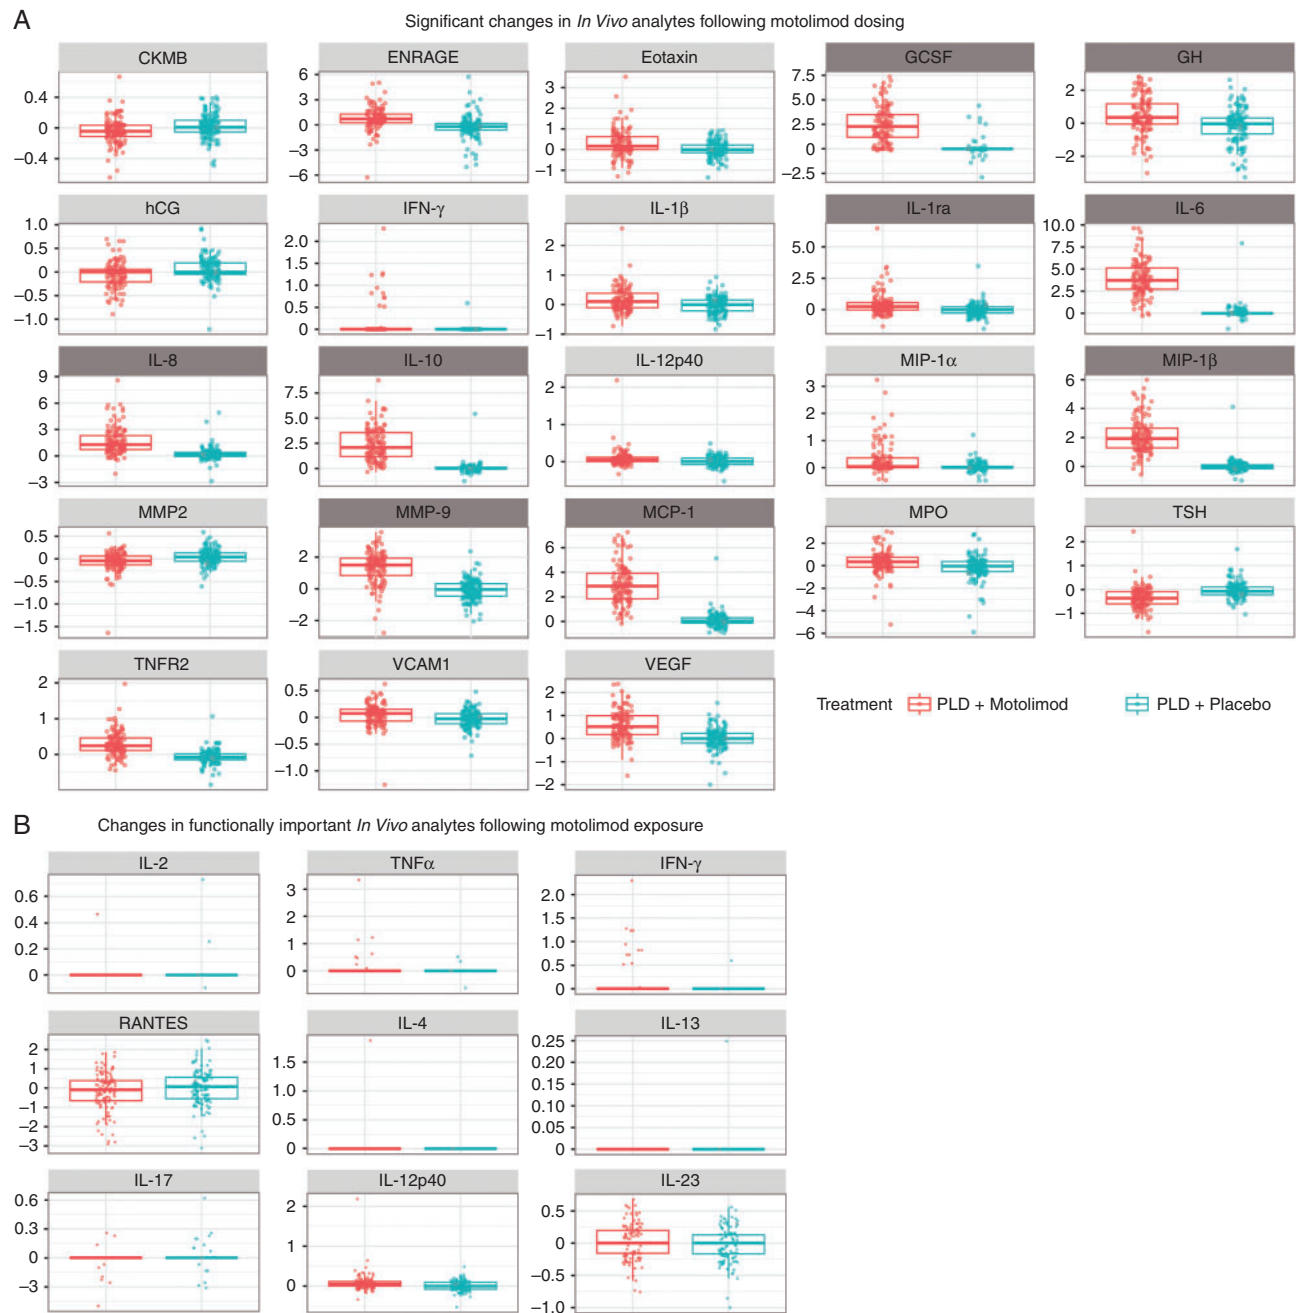 A
Significant changes in In Vivo analytes following motolimod dosing
CKMB ENRAGE Eotaxin GCSF GH
0.4 0 −0.4
6 3 0 −3 −6
3 2 1 0 −1
7.5 5.0 2.5 0 −2.5
2 0 −2
hCG IFN-γ IL-1β IL-1ra IL-6
1.0 0.5 0 −0.5 −1.0
2.0 1.5 1.0 0.5 0
2 1 0 −1
5.0 2.5 0
10.0 7.5 5.0 2.5 0
IL-8 IL-10 IL-12p40 MIP-1α MIP-1β
9 6 3 0 −3
7.5 5.0 2.5 0
2 1 0
3 2 1 0
6 4 2 0
MMP2 MMP-9 MCP-1 MPO TSH
0.5 0 −0.5 −1.0 −1.5
2 0 −2
6 4 2 0
2 0 −2 −4 −6
2 1 0 −1
TNFR2 VCAM1 VEGF
2 1 0
0.5 0 −0.5 −1.0
2 1 0 −1 −2
Treatment PLD + Motolimod PLD + Placebo
B
Changes in functionally important In Vivo analytes following motolimod exposure
IL-2 TNFα IFN-γ
0.6 0.4 0.2 0
3 2 1 0
2.0 1.5 1.0 0.5 0
RANTES IL-4 IL-13
2 1 0 −1 −2 −3
1.5 1.0 0.5 0
0.25 0.20 0.15 0.10 0.05 0
IL-17 IL-12p40 IL-23
0.6 0.3 0 −3
2 1 0
0.5 0 −0.5 −1.0